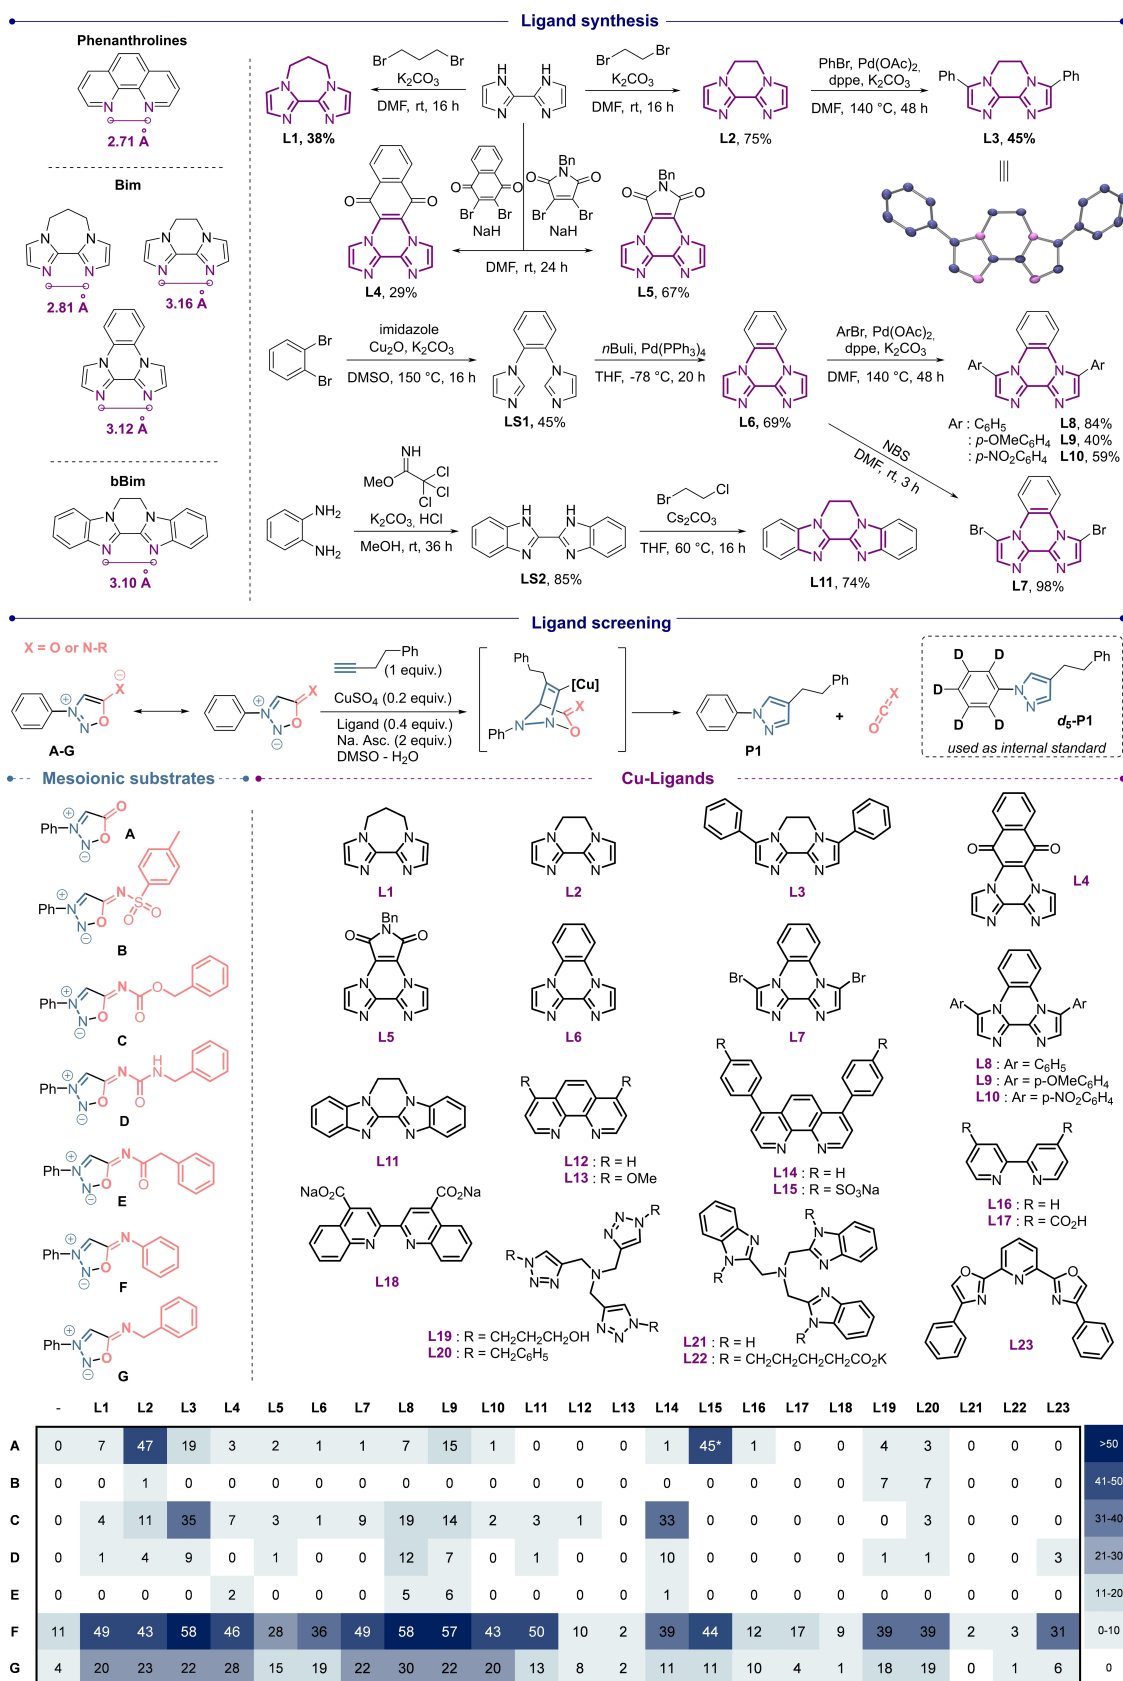 Ligand synthesis
Phenanthrolines
2.71 Å
Bim
2.81 Å
3.16 Å
3.12 Å
bBim
3.10 Å
Br Br
K2CO3
DMF, rt, 16 h
L1, 38%
Br Br
K2CO3
DMF, rt, 16 h
L2, 75%
PhBr, Pd(OAc)2,
dppe, K2CO3
DMF, 140 °C, 48 h
Ph Ph
L3, 45%
NaH
NaH
DMF, rt, 24 h
L4, 29%
L5, 67%
imidazole
Cu2O, K2CO3
DMSO, 150 °C, 16 h
LS1, 45%
nBuli, Pd(PPh3)4
THF, -78 °C, 20 h
L6, 69%
ArBr, Pd(OAc)2,
dppe, K2CO3
DMF, 140 °C, 48 h
Ar : C6H5 L8, 84%
: p-OMeC6H4 L9, 40%
: p-NO2C6H4 L10, 59%
NBS
DMF, rt, 3 h
L7, 98%
NH2
NH2
K2CO3, HCl
MeOH, rt, 36 h
LS2, 85%
Br Cl
Cs2CO3
THF, 60 °C, 16 h
L11, 74%
Ligand screening
X = O or N-R
A-G
Ph
(1 equiv.)
CuSO4 (0.2 equiv.)
Ligand (0.4 equiv.)
Na. Asc. (2 equiv.)
DMSO - H2O
[Cu]
P1
+
O=C=X
d5-P1
used as internal standard
Mesoionic substrates
Cu-Ligands
A
B
C
D
E
F
G
L1
L2
L3
L4
L5
L6
L7
L8 : Ar = C6H5
L9 : Ar = p-OMeC6H4
L10 : Ar = p-NO2C6H4
L11
L12 : R = H
L13 : R = OMe
L14 : R = H
L15 : R = SO3Na
L16 : R = H
L17 : R = CO2H
NaO2C CO2Na
L18
L19 : R = CH2CH2CH2OH
L20 : R = CH2C6H5
L21 : R = H
L22 : R = CH2CH2CH2CH2CO2K
L23
- L1 L2 L3 L4 L5 L6 L7 L8 L9 L10 L11 L12 L13 L14 L15 L16 L17 L18 L19 L20 L21 L22 L23
A 0 7 47 19 3 2 1 1 7 15 1 0 0 0 1 45* 1 0 0 4 3 0 0 0
B 0 0 1 0 0 0 0 0 0 0 0 0 0 0 0 0 0 0 0 7 7 0 0 0
C 0 4 11 35 7 3 1 9 19 14 2 3 1 0 33 0 0 0 0 0 3 0 0 0
D 0 1 4 9 0 1 0 0 12 7 0 1 0 0 10 0 0 0 0 1 1 0 0 3
E 0 0 0 0 2 0 0 0 5 6 0 0 0 0 1 0 0 0 0 0 0 0 0 0
F 11 49 43 58 46 28 36 49 58 57 43 50 10 2 39 44 12 17 9 39 39 2 3 31
G 4 20 23 22 28 15 19 22 30 22 20 13 8 2 11 11 10 4 1 18 19 0 1 6
>50
41-50
31-40
21-30
11-20
0-10
0